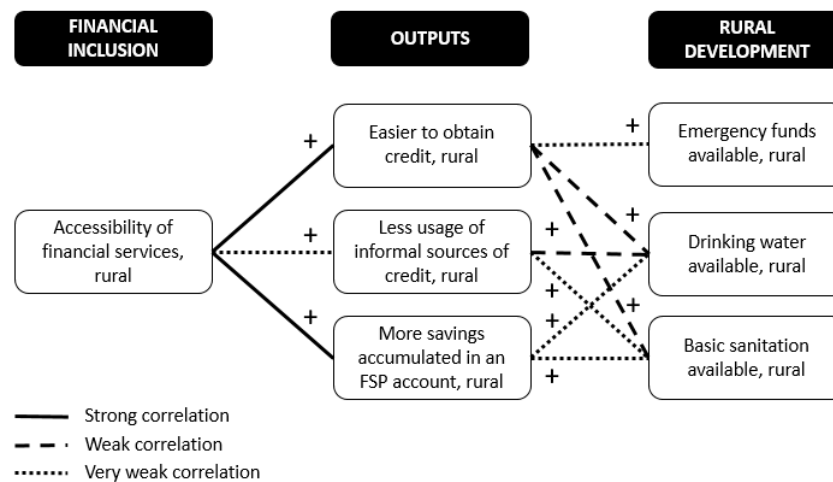 FINANCIAL
INCLUSION
OUTPUTS
RURAL
DEVELOPMENT
Accessibility of
financial services,
rural
+
+
+
Easier to obtain
credit, rural
Less usage of
informal sources of
credit, rural
More savings
accumulated in an
FSP account, rural
+
+
+
+
+
+
+
Emergency funds
available, rural
Drinking water
available, rural
Basic sanitation
available, rural
Strong correlation
Weak correlation
Very weak correlation